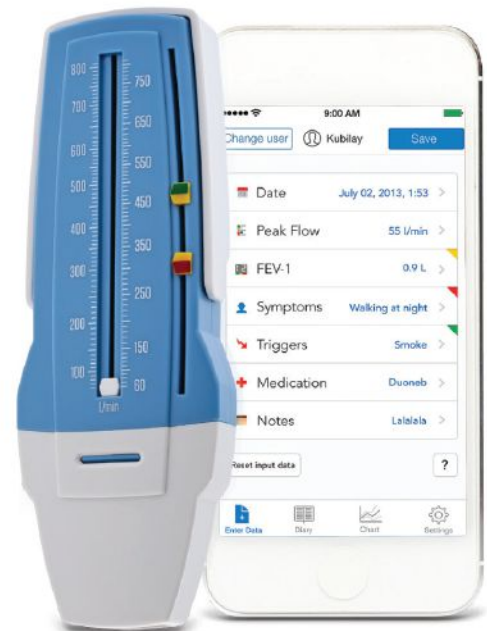 800
750
700
650
600
550
500
450
400
350
300
250
200
150
100
60
l/min
9:00 AM
Change user Kubilay Save
Date July 02, 2013, 1:53
Peak Flow 55 l/min
FEV-1 0.9 L
Symptoms Walking at night
Triggers Smoke
Medication Duoneb
Notes Lalalala
Reset input data ?
Enter Data Diary Chart Settings